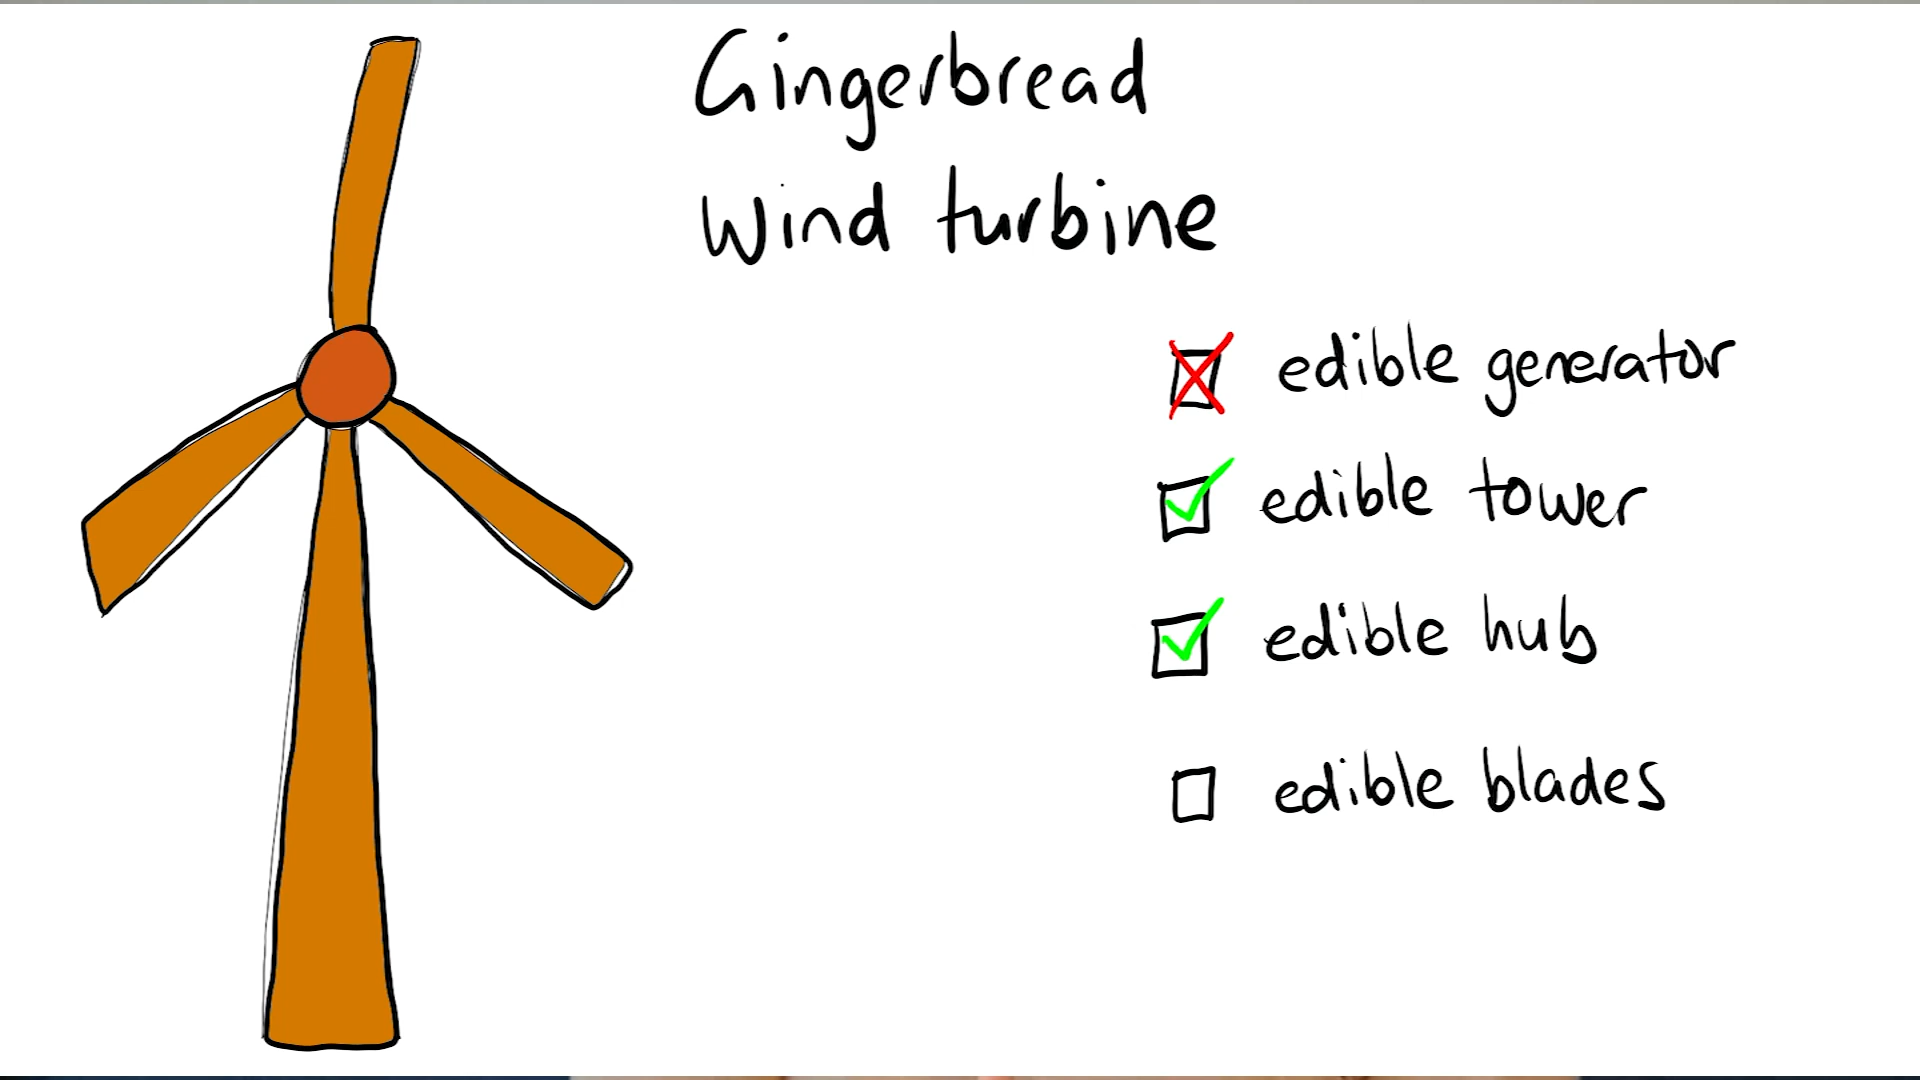 Gingerbread
Wind turbine
edible generator
edible tower
edible hub
edible blades